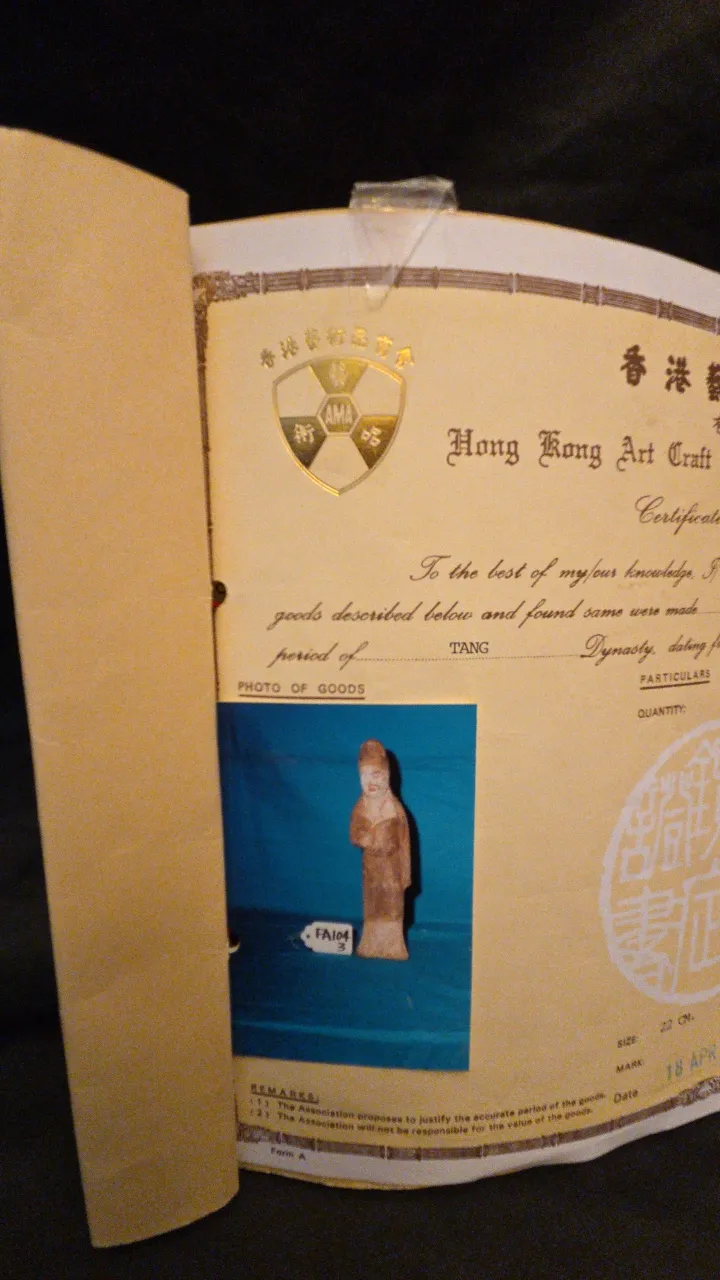 香港藝術品商會
藝
AMA
術 品
香港藝
Hong Kong Art Craft
Certificate
To the best of my/our knowledge,
goods described below and found same were made
period of TANG Dynasty, dating
PARTICULARS
PHOTO OF GOODS
QUANTITY:
FA104
3
SIZE: 22 CM.
MARK:
18 APR
Date
REMARKS:
(1) The Association proposes to justify the accurate period of the goods.
(2) The Association will not be responsible for the value of the goods.
Form A